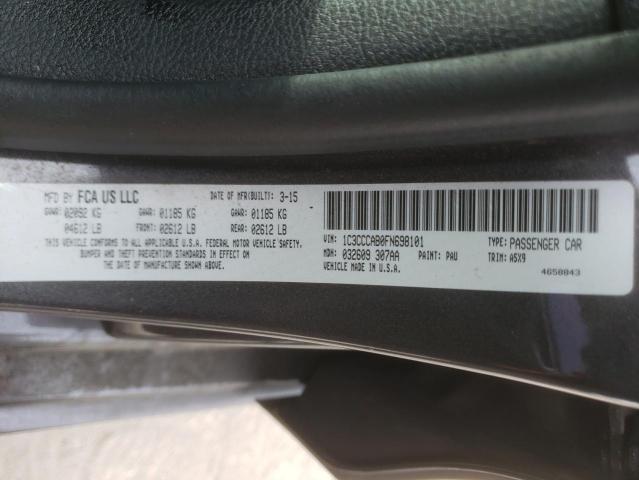 MFD BY FCA US LLC DATE OF MFR(BUILT): 3-15
GVWR: 02092 KG GAWR: 01185 KG GAWR: 01185 KG
04612 LB FRONT: 02612 LB REAR: 02612 LB
THIS VEHICLE CONFORMS TO ALL APPLICABLE U.S.A. FEDERAL MOTOR VEHICLE SAFETY,
BUMPER AND THEFT PREVENTION STANDARDS IN EFFECT ON
THE DATE OF MANUFACTURE SHOWN ABOVE.
VIN: 1C3CCCAB0FN698101 TYPE: PASSENGER CAR
MDH: 032609 307AA PAINT: PAU TRIM: A5X9
VEHICLE MADE IN U.S.A. 4658843